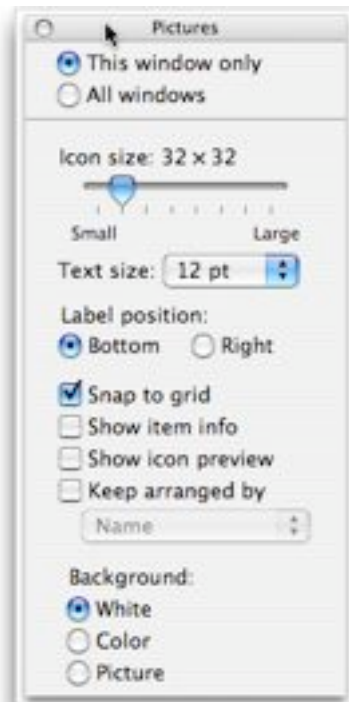 Pictures
This window only
All windows
Icon size: 32 × 32
Small Large
Text size: 12 pt
Label position:
Bottom Right
Snap to grid
Show item info
Show icon preview
Keep arranged by
Name
Background:
White
Color
Picture